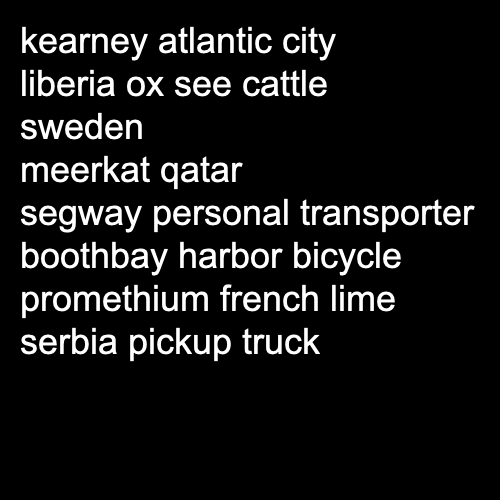 kearney atlantic city
liberia ox see cattle
sweden
meerkat qatar
segway personal transporter
boothbay harbor bicycle
promethium french lime
serbia pickup truck